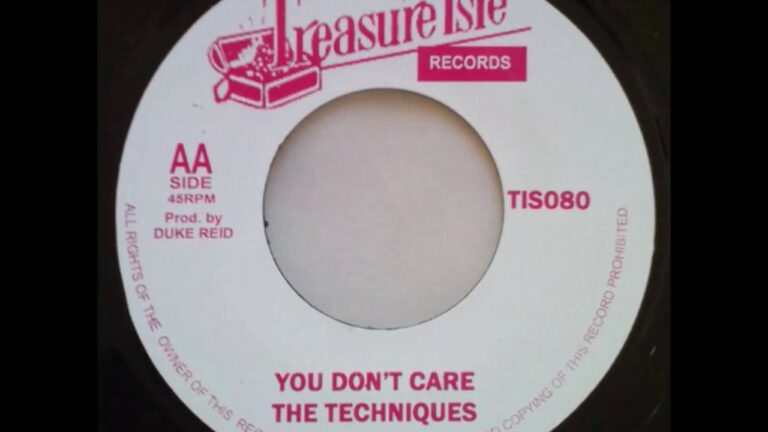 Treasure Isle
RECORDS
AA
SIDE
45RPM
Prod. by
DUKE REID
TIS080
YOU DON'T CARE
THE TECHNIQUES
ALL RIGHTS OF THE OWNER OF THIS
COPYING OF THIS RECORD PROHIBITED